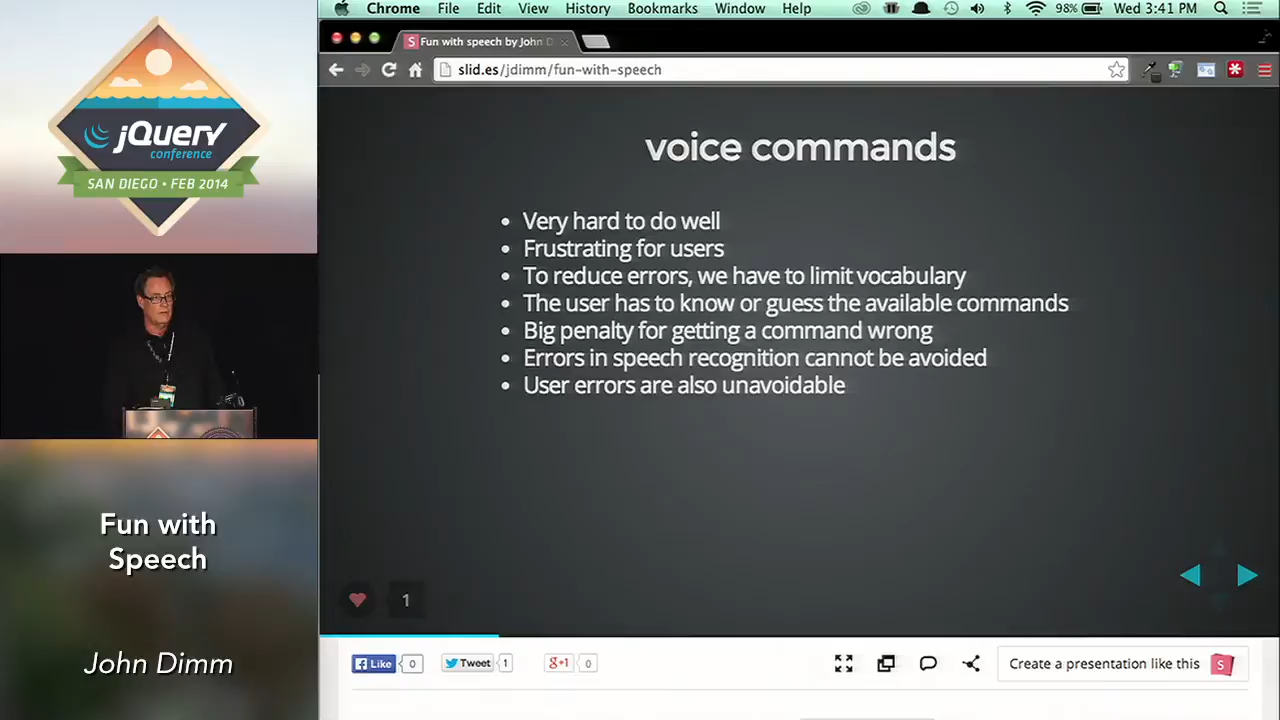 jQuery
conference
SAN DIEGO • FEB 2014
Fun with
Speech
John Dimm
Chrome File Edit View History Bookmarks Window Help 98% Wed 3:41 PM
Fun with speech by John D
slid.es/jdimm/fun-with-speech
voice commands
• Very hard to do well
• Frustrating for users
• To reduce errors, we have to limit vocabulary
• The user has to know or guess the available commands
• Big penalty for getting a command wrong
• Errors in speech recognition cannot be avoided
• User errors are also unavoidable
1
Like 0 Tweet 1 g+1 0 Create a presentation like this S